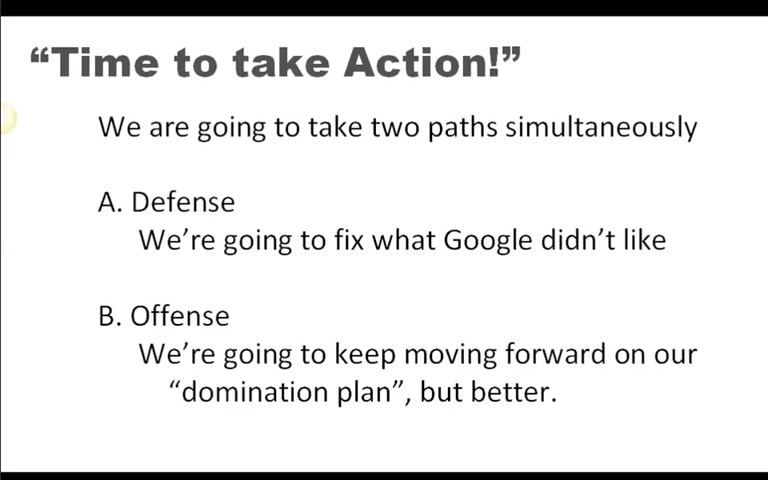 “Time to take Action!”
We are going to take two paths simultaneously
A. Defense
We’re going to fix what Google didn’t like
B. Offense
We’re going to keep moving forward on our
“domination plan”, but better.